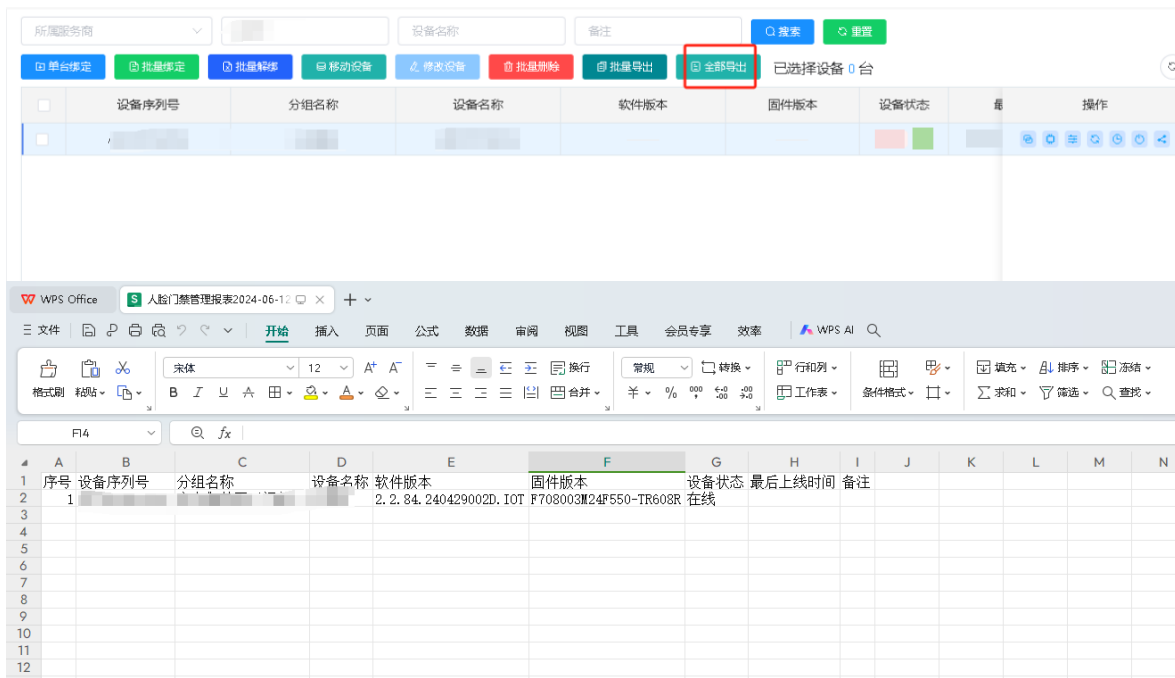 所属服务商 设备名称 备注 搜索 重置
单台绑定 批量绑定 批量解绑 移动设备 修改设备 批量删除 批量导出 全部导出 已选择设备 0 台
设备序列号 分组名称 设备名称 软件版本 固件版本 设备状态 操作
WPS Office 人脸门禁管理报表2024-06-12
文件 开始 插入 页面 公式 数据 审阅 视图 工具 会员专享 效率 WPS AI
宋体 12 A+ A- 换行 常规 转换 行和列 填充 排序 冻结
格式刷 粘贴 B I U A 合并 % 工作表 条件格式 求和 筛选 查找
F14 fx
A B C D E F G H I J K L M N
1 序号 设备序列号 分组名称 设备名称 软件版本 固件版本 设备状态 最后上线时间 备注
2 1 2.2.84.240429002D.IOT F708003M24F550-TR608R 在线
3
4
5
6
7
8
9
10
11
12